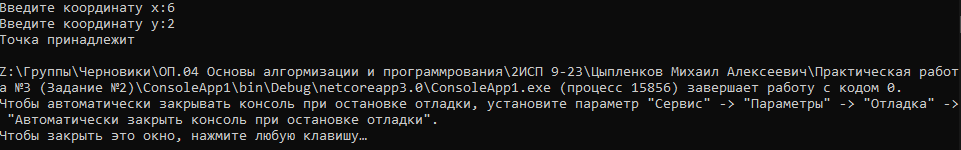 Введите координату x:6
Введите координату y:2
Точка принадлежит
Z:\Группы\Черновики\ОП.04 Основы алгормизации и программрования\2ИСП 9-23\Цыпленков Михаил Алексеевич\Практическая работ
а №3 (Задание №2)\ConsoleApp1\bin\Debug\netcoreapp3.0\ConsoleApp1.exe (процесс 15856) завершает работу с кодом 0.
Чтобы автоматически закрывать консоль при остановке отладки, установите параметр "Сервис" -> "Параметры" -> "Отладка" ->
"Автоматически закрыть консоль при остановке отладки".
Чтобы закрыть это окно, нажмите любую клавишу…